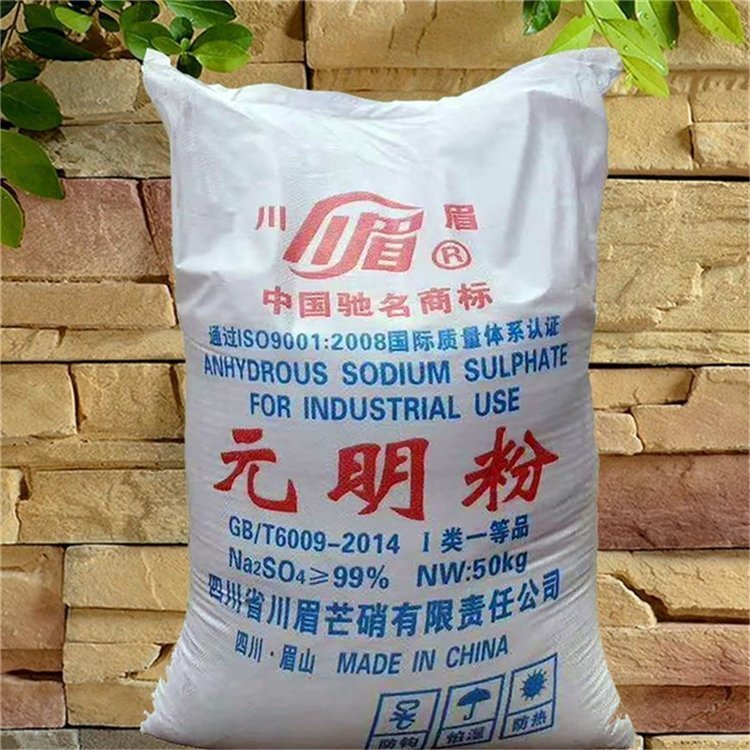 川 川眉® 眉
中国驰名商标
通过ISO9001:2008国际质量体系认证
ANHYDROUS SODIUM SULPHATE
FOR INDUSTRIAL USE
元明粉
GB/T6009-2014 Ⅰ类一等品
Na₂SO₄≥99% NW:50kg
四川省川眉芒硝有限责任公司
四川·眉山 MADE IN CHINA
防钩 怕湿 防热